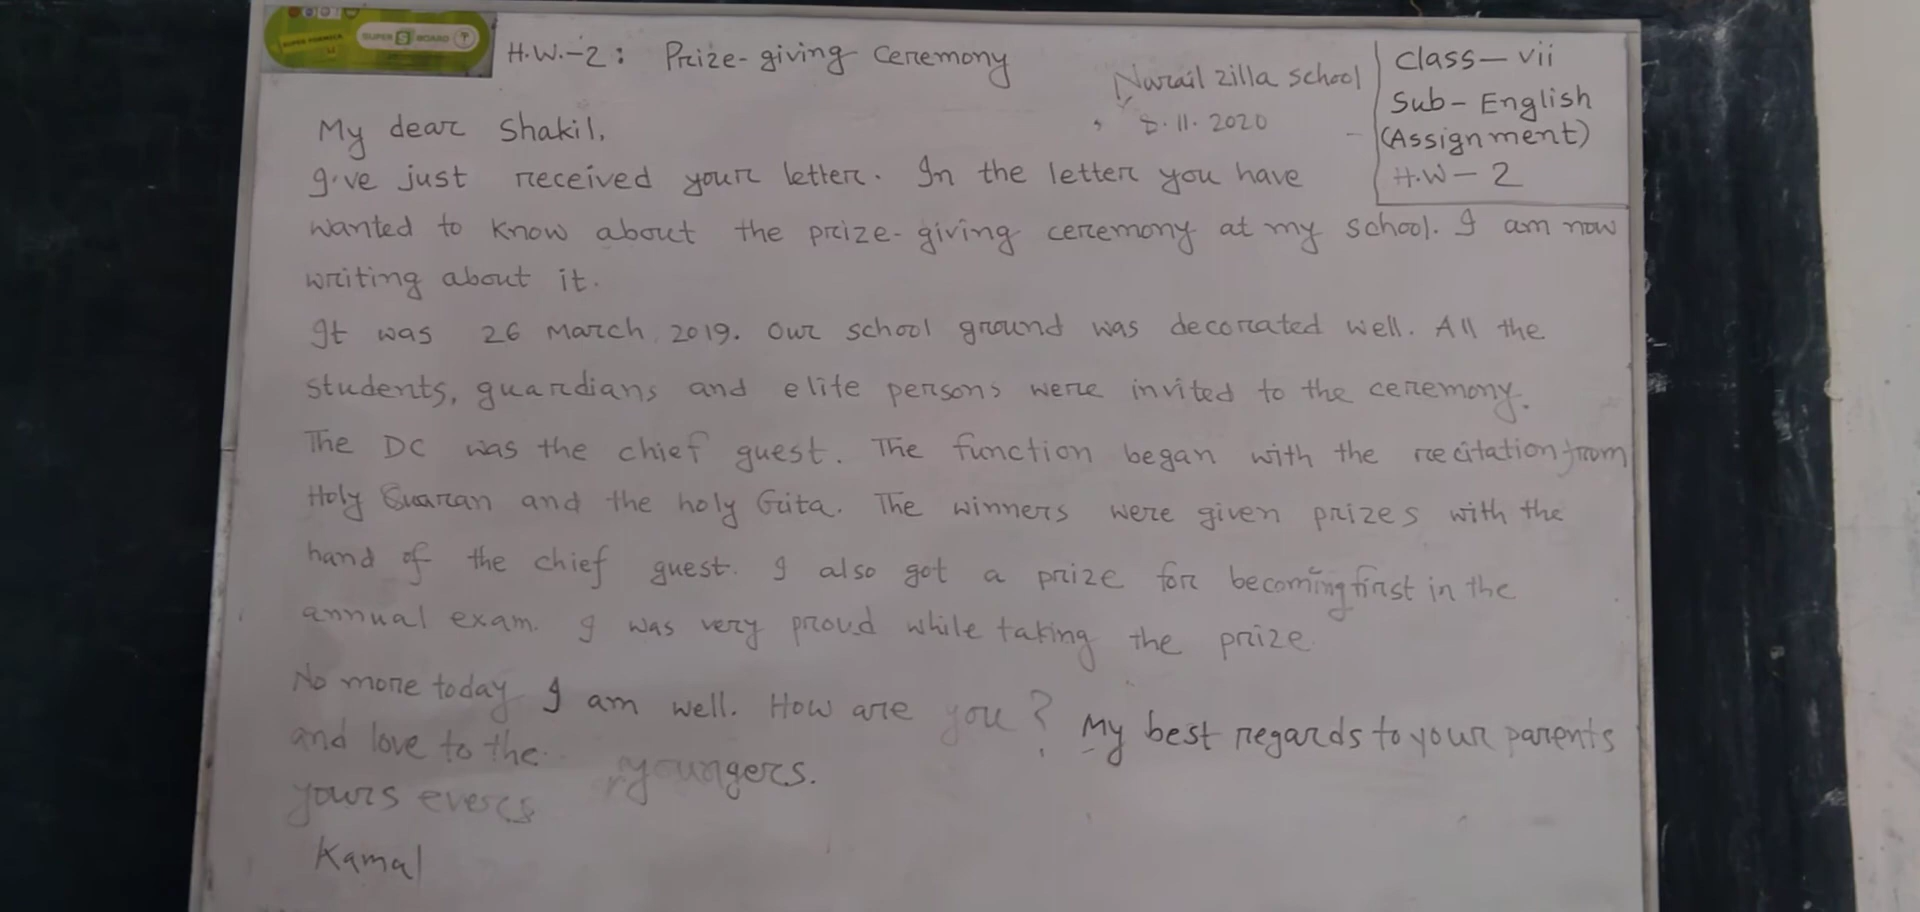 SUPER FORMULA
SUPER S BOARD
H.W.-2: Prize-giving Ceremony
Narail zilla school
8.11.2020
class- vii
Sub- English
(Assignment)
H.W- 2
My dear Shakil,
I've just received your letter. In the letter you have
wanted to know about the prize-giving ceremony at my school. I am now
writing about it.
It was 26 March 2019. Our school ground was decorated well. All the
students, guardians and elite persons were invited to the ceremony.
The DC was the chief guest. The function began with the recitation from
Holy Quaran and the holy Gita. The winners were given prizes with the
hand of the chief guest. I also got a prize for becoming first in the
annual exam. I was very proud while taking the prize.
No more today I am well. How are you? My best regards to your parents
and love to the youngers.
yours evers
Kamal